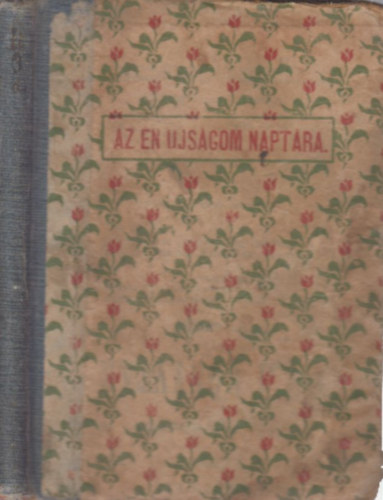 AZ ÉN UJSÁGOM NAPTÁRA.